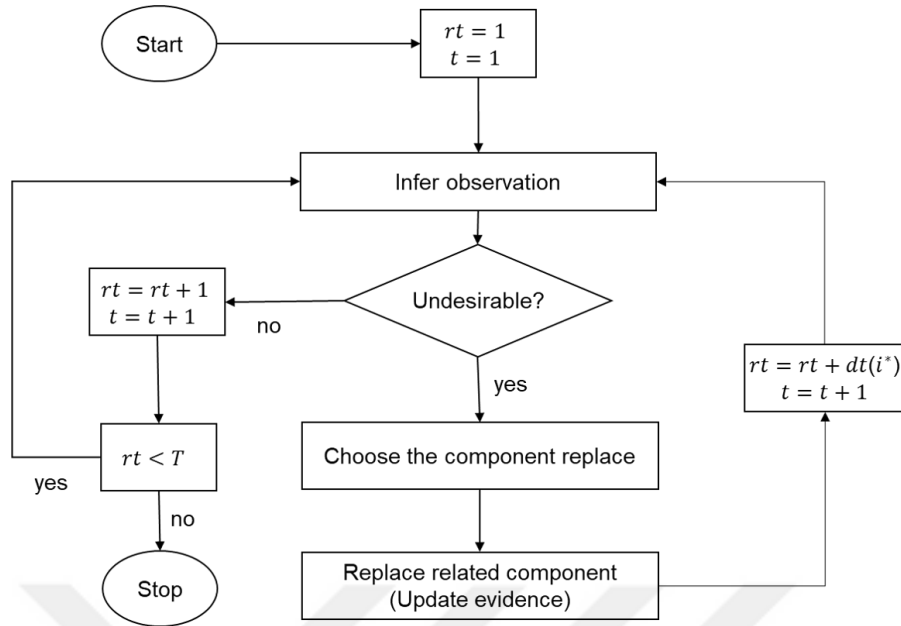 Start
rt = 1
t = 1
Infer observation
Undesirable?
no
yes
rt = rt + 1
t = t + 1
rt < T
yes
no
Stop
Choose the component replace
Replace related component
(Update evidence)
rt = rt + dt(i*)
t = t + 1